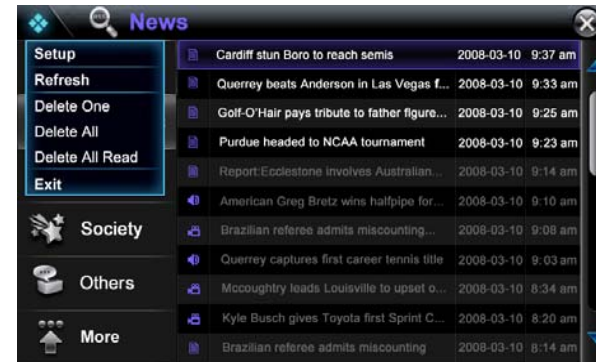 News
Setup
Refresh
Delete One
Delete All
Delete All Read
Exit
Society
Others
More
Cardiff stun Boro to reach semis 2008-03-10 9:37 am
Querrey beats Anderson in Las Vegas f... 2008-03-10 9:33 am
Golf-O'Hair pays tribute to father figure... 2008-03-10 9:25 am
Purdue headed to NCAA tournament 2008-03-10 9:23 am
Report:Ecclestone involves Australian... 2008-03-10 9:14 am
American Greg Bretz wins halfpipe for... 2008-03-10 9:10 am
Brazilian referee admits miscounting... 2008-03-10 9:08 am
Querrey captures first career tennis title 2008-03-10 9:03 am
Mccoughtry leads Louisville to upset o... 2008-03-10 8:34 am
Kyle Busch gives Toyota first Sprint C... 2008-03-10 8:20 am
Brazilian referee admits miscounting 2008-03-10 8:14 am